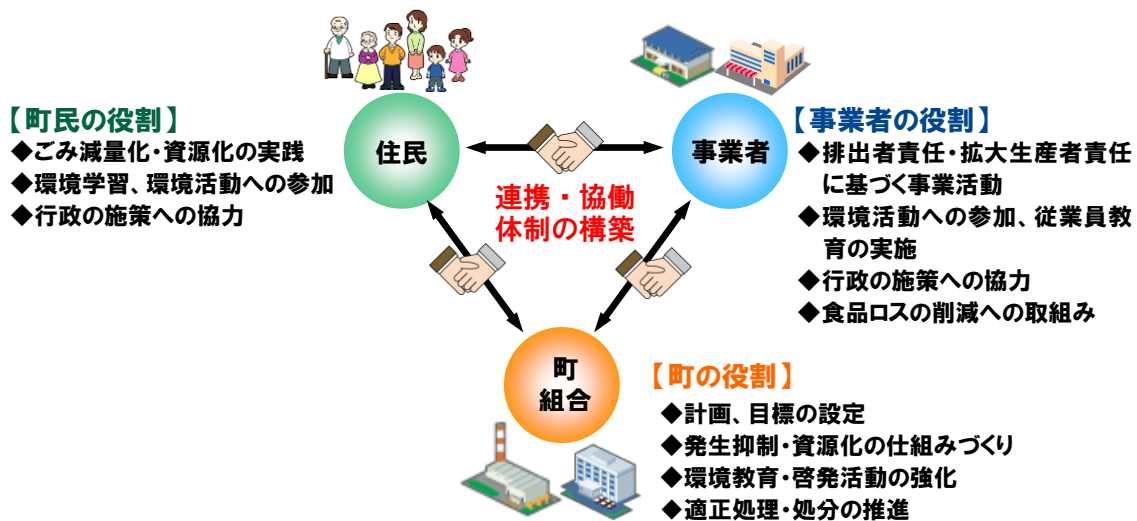 【町民の役割】
◆ごみ減量化・資源化の実践
◆環境学習、環境活動への参加
◆行政の施策への協力
住民
連携・協働
体制の構築
事業者
【事業者の役割】
◆排出者責任・拡大生産者責任
に基づく事業活動
◆環境活動への参加、従業員教
育の実施
◆行政の施策への協力
◆食品ロスの削減への取組み
町
組合
【町の役割】
◆計画、目標の設定
◆発生抑制・資源化の仕組みづくり
◆環境教育・啓発活動の強化
◆適正処理・処分の推進